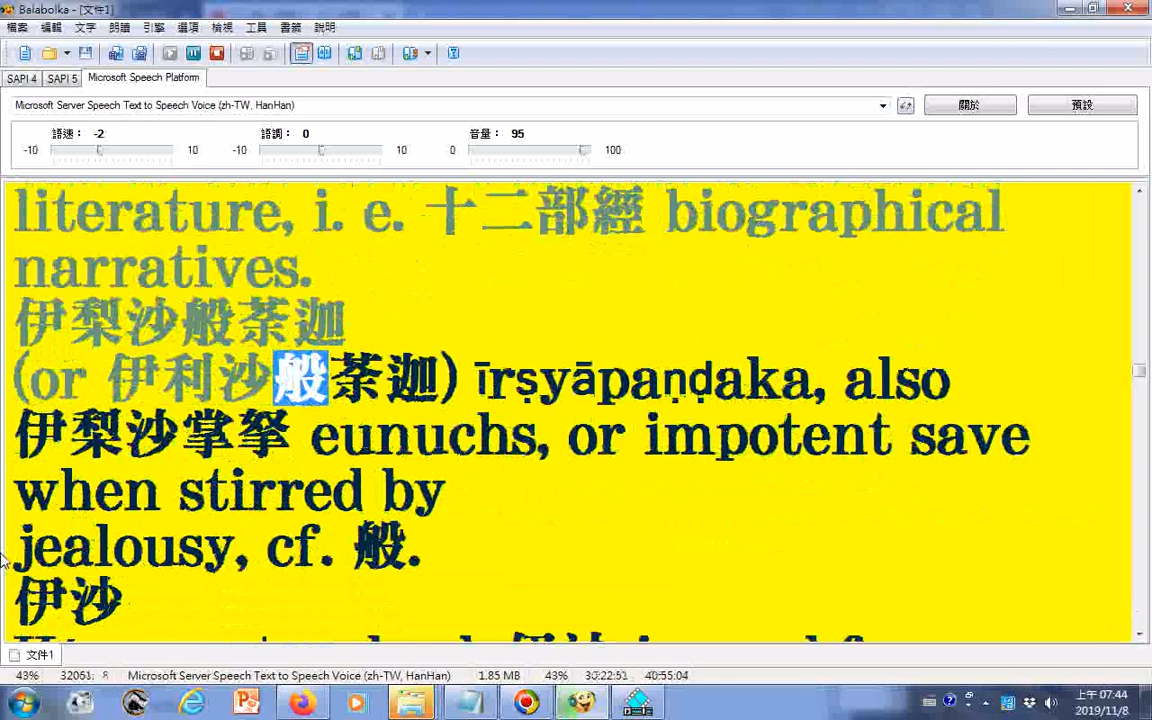 Balabolka - [文件1]
檔案 編輯 文字 朗讀 引擎 選項 檢視 工具 書籤 說明
SAPI 4 SAPI 5 Microsoft Speech Platform
Microsoft Server Speech Text to Speech Voice (zh-TW, HanHan) 關於 預設
語速： -2 語調： 0 音量： 95
-10 10 -10 10 0 100
literature, i. e. 十二部經 biographical
narratives.
伊梨沙般荼迦
(or 伊利沙般荼迦) īrṣyāpaṇḍaka, also
伊梨沙掌拏 eunuchs, or impotent save
when stirred by
jealousy, cf. 般.
伊沙
文件1
43% Microsoft Server Speech Text to Speech Voice (zh-TW, HanHan) 1.85 MB 43% 30:22:51 40:55:04
上午 07:44
2019/11/8